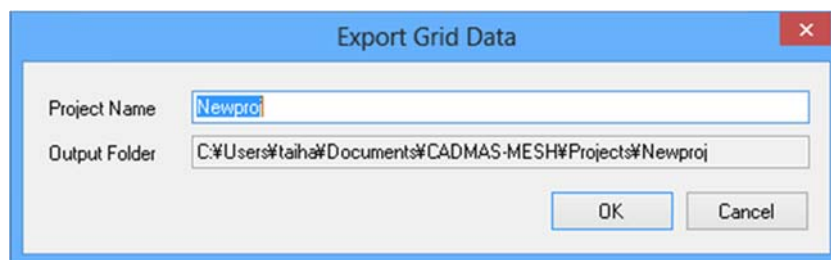 Export Grid Data
Project Name Newproj
Output Folder C:¥Users¥taiha¥Documents¥CADMAS-MESH¥Projects¥Newproj
OK Cancel